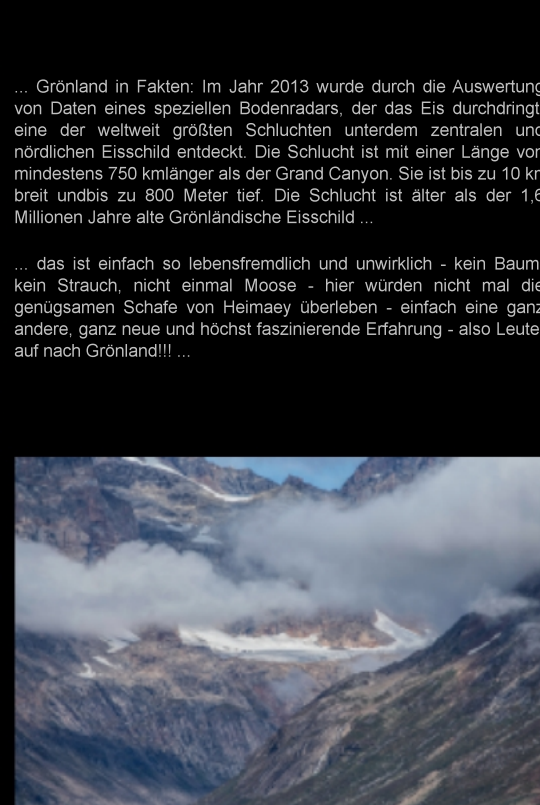 ... Grönland in Fakten: Im Jahr 2013 wurde durch die Auswertung
von Daten eines speziellen Bodenradars, der das Eis durchdringt
eine der weltweit größten Schluchten unterdem zentralen und
nördlichen Eisschild entdeckt. Die Schlucht ist mit einer Länge von
mindestens 750 kmlänger als der Grand Canyon. Sie ist bis zu 10 km
breit undbis zu 800 Meter tief. Die Schlucht ist älter als der 1,6
Millionen Jahre alte Grönländische Eisschild ...
... das ist einfach so lebensfremdlich und unwirklich - kein Baum,
kein Strauch, nicht einmal Moose - hier würden nicht mal die
genügsamen Schafe von Heimaey überleben - einfach eine ganz
andere, ganz neue und höchst faszinierende Erfahrung - also Leute,
auf nach Grönland!!! ...